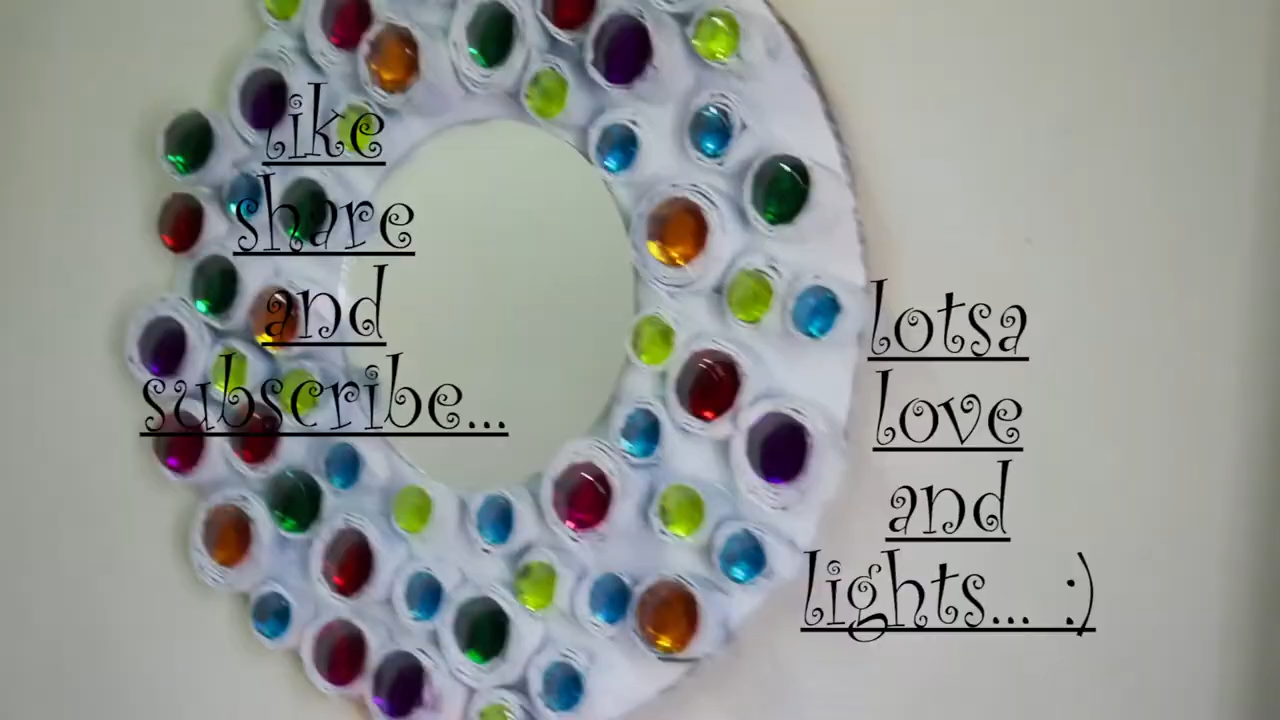 like
share
and
subscribe...
lotsa
love
and
lights... :)